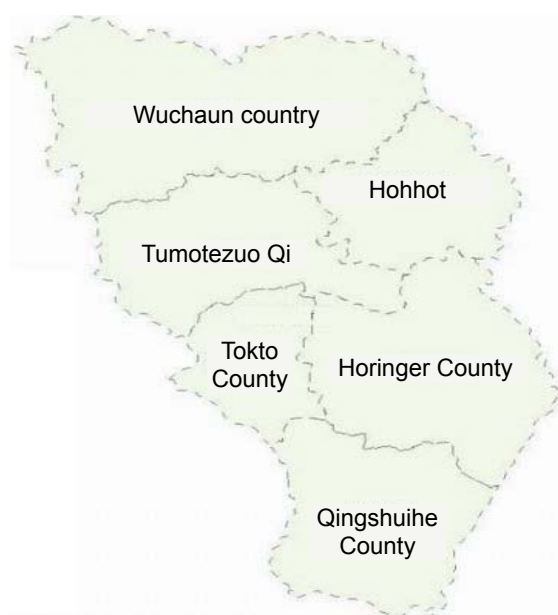 Wuchaun country
Hohhot
Tumotezuo Qi
Tokto
County
Horinger County
Qingshuihe
County